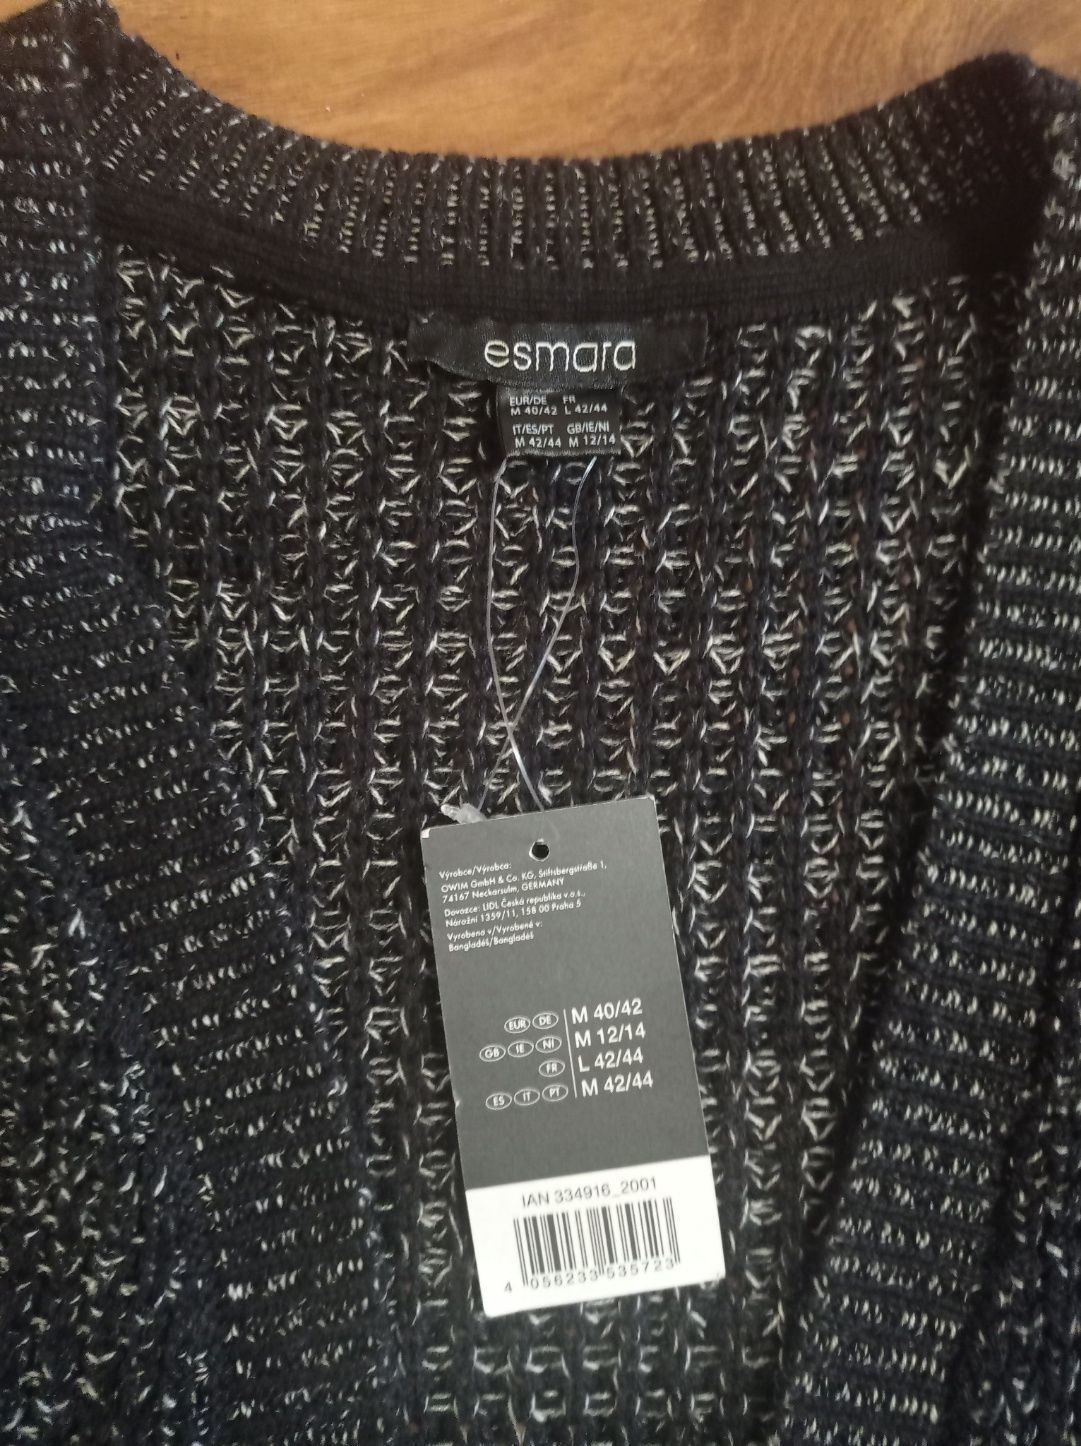 esmara
EUR/DE FR
M 40/42 L 42/44
IT/ES/PT GB/IE/NI
M 42/44 M 12/14
Výrobce/Výrobca:
OWIM GmbH & Co. KG, Stiftsbergstraße 1,
74167 Neckarsulm, GERMANY
Dovozce: LIDL Česká republika v.o.s.,
Nárožní 1359/11, 158 00 Praha 5
Vyrobeno v/Vyrobené v:
Bangladéš/Bangladéš
EUR DE M 40/42
GB IE NI M 12/14
FR L 42/44
ES IT PT M 42/44
IAN 334916_2001
4 056233 535723